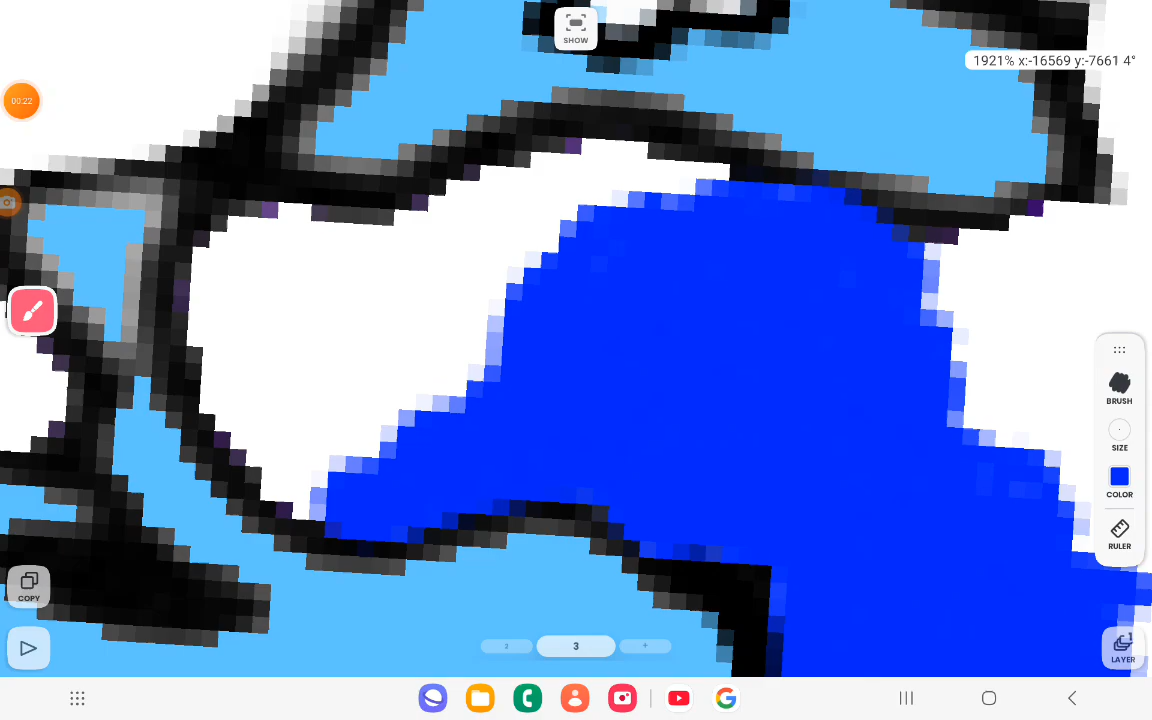 SHOW
1921% x:-16569 y:-7661 4°
00:22
BRUSH
SIZE
COLOR
RULER
COPY
2
3
+
1
LAYER